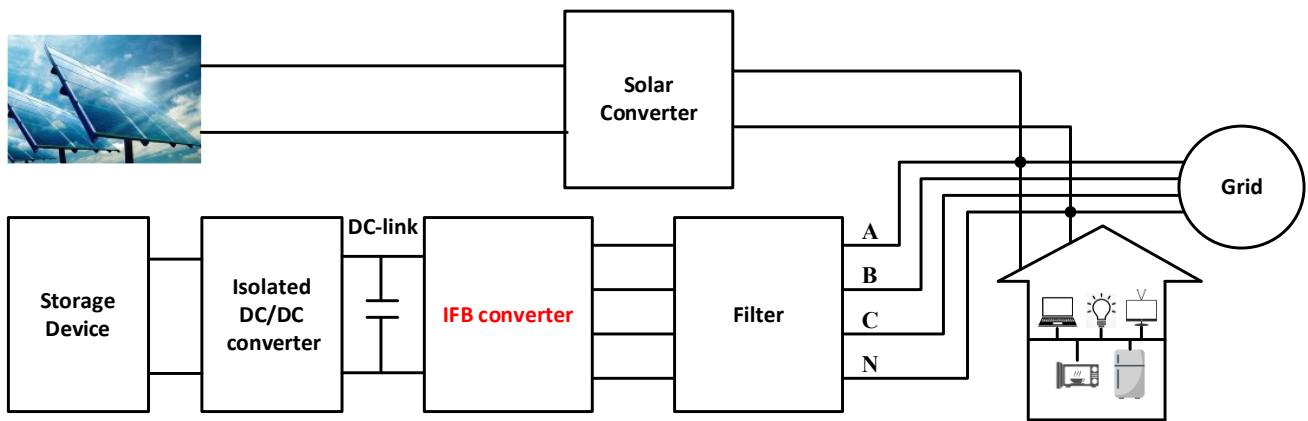 Solar
Converter
Grid
DC-link
A
B
C
N
Storage
Device
Isolated
DC/DC
converter
IFB converter
Filter